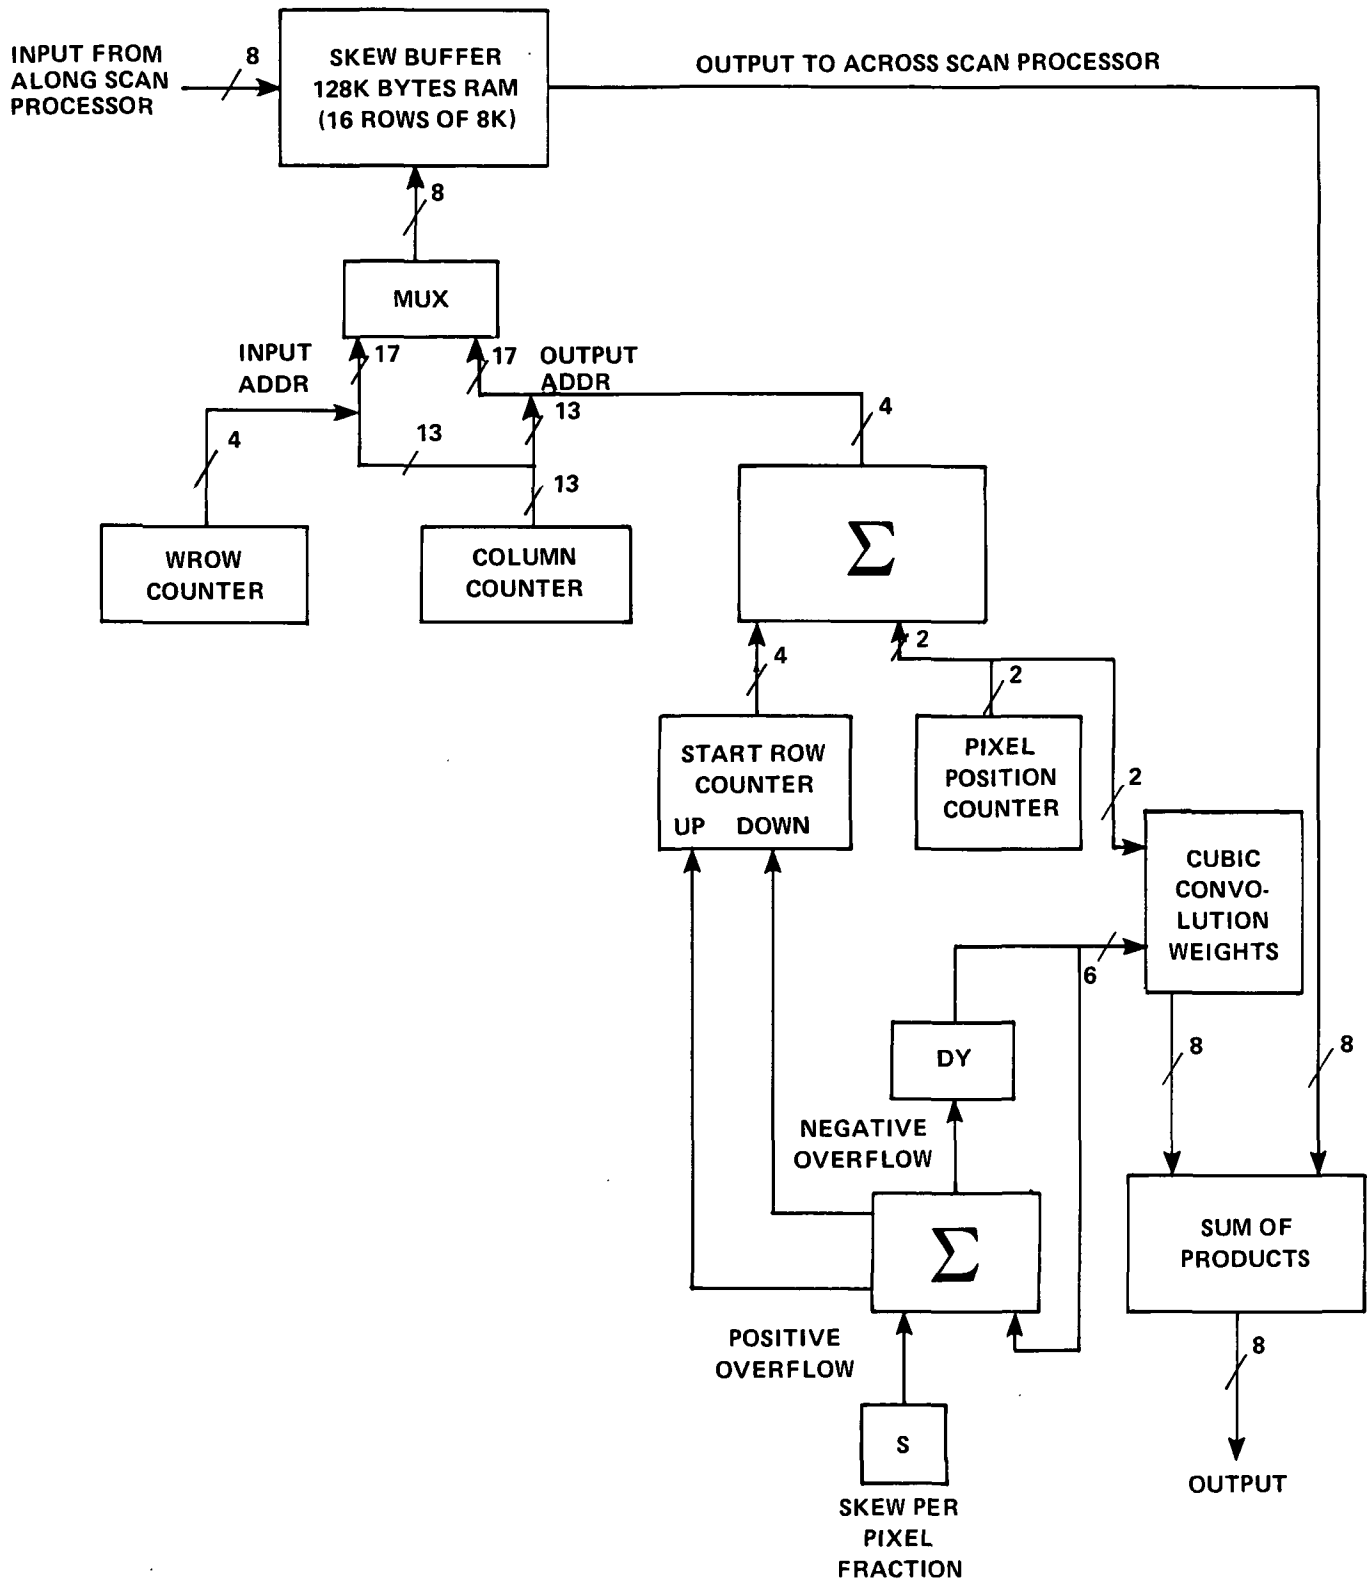 INPUT FROM
ALONG SCAN
PROCESSOR
8
SKEW BUFFER
128K BYTES RAM
(16 ROWS OF 8K)
OUTPUT TO ACROSS SCAN PROCESSOR
8
MUX
INPUT
ADDR
17
17
OUTPUT
ADDR
4
13
13
4
13
WROW
COUNTER
COLUMN
COUNTER
Σ
4
2
2
START ROW
COUNTER
UP DOWN
PIXEL
POSITION
COUNTER
2
CUBIC
CONVO-
LUTION
WEIGHTS
6
DY
8
8
NEGATIVE
OVERFLOW
Σ
SUM OF
PRODUCTS
POSITIVE
OVERFLOW
8
S
OUTPUT
SKEW PER
PIXEL
FRACTION